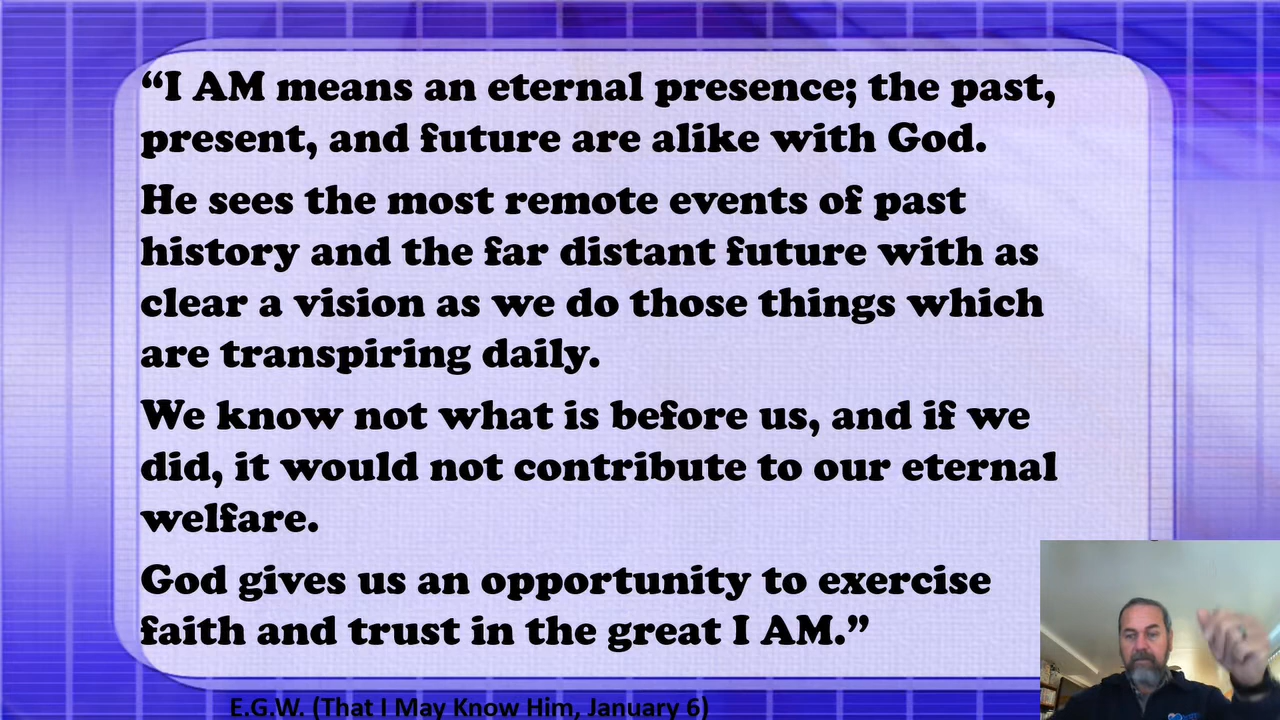 “I AM means an eternal presence; the past,
present, and future are alike with God.
He sees the most remote events of past
history and the far distant future with as
clear a vision as we do those things which
are transpiring daily.
We know not what is before us, and if we
did, it would not contribute to our eternal
welfare.
God gives us an opportunity to exercise
faith and trust in the great I AM.”
E.G.W. (That I May Know Him, January 6)